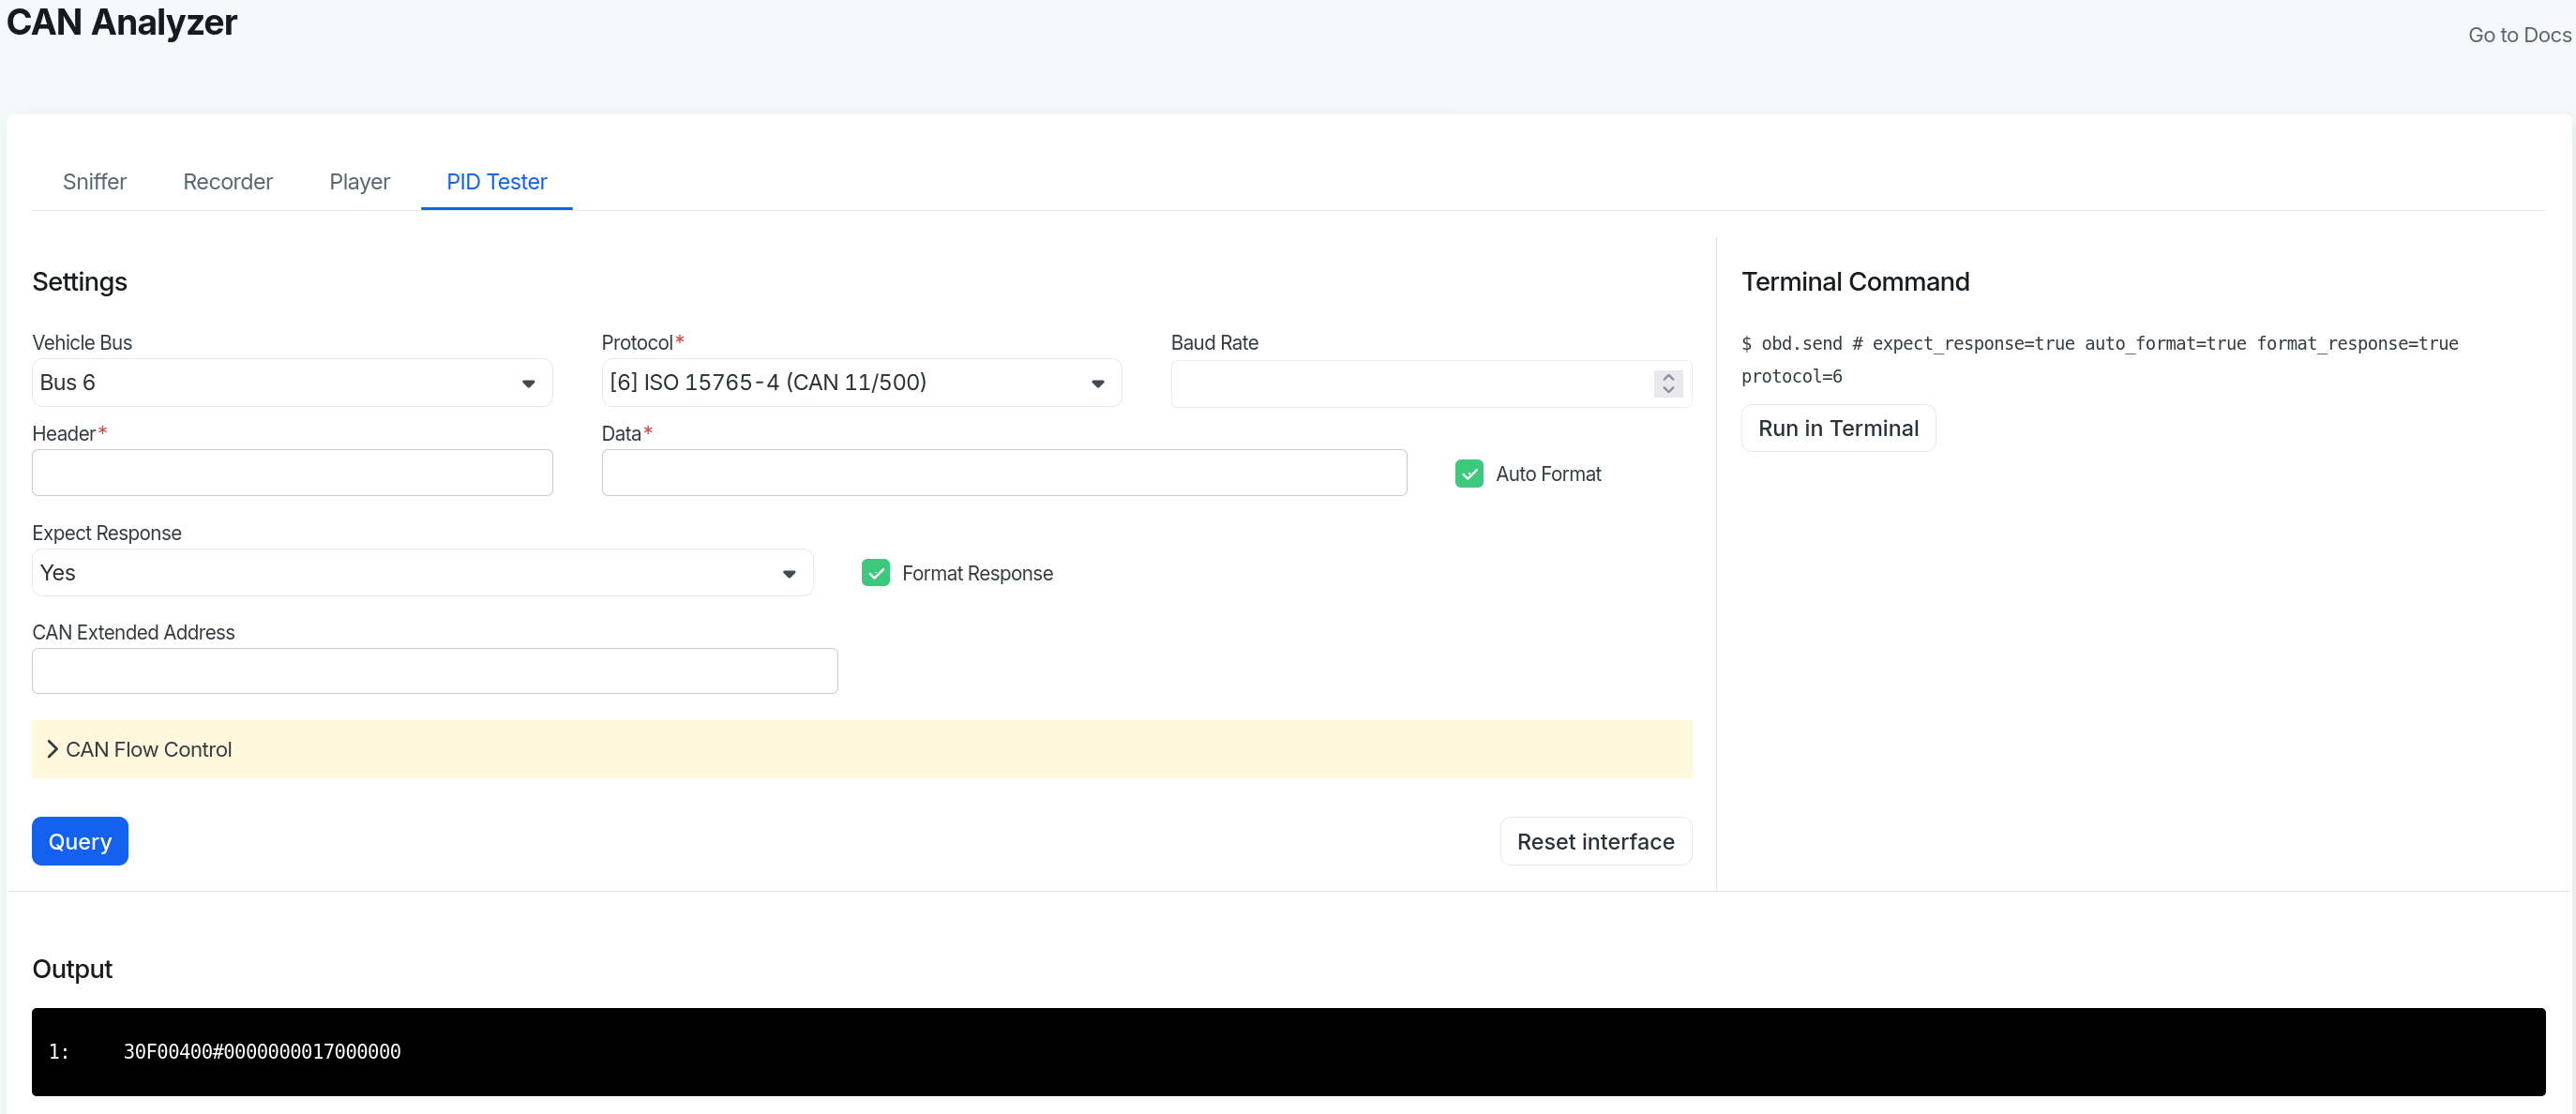 CAN Analyzer
Go to Docs
Sniffer
Recorder
Player
PID Tester
Settings
Vehicle Bus
Protocol*
Baud Rate
Bus 6
[6] ISO 15765-4 (CAN 11/500)
Header*
Data*
Auto Format
Expect Response
Yes
Format Response
CAN Extended Address
CAN Flow Control
Query
Reset interface
Terminal Command
$ obd.send # expect_response=true auto_format=true format_response=true
protocol=6
Run in Terminal
Output
1: 30F00400#0000000017000000